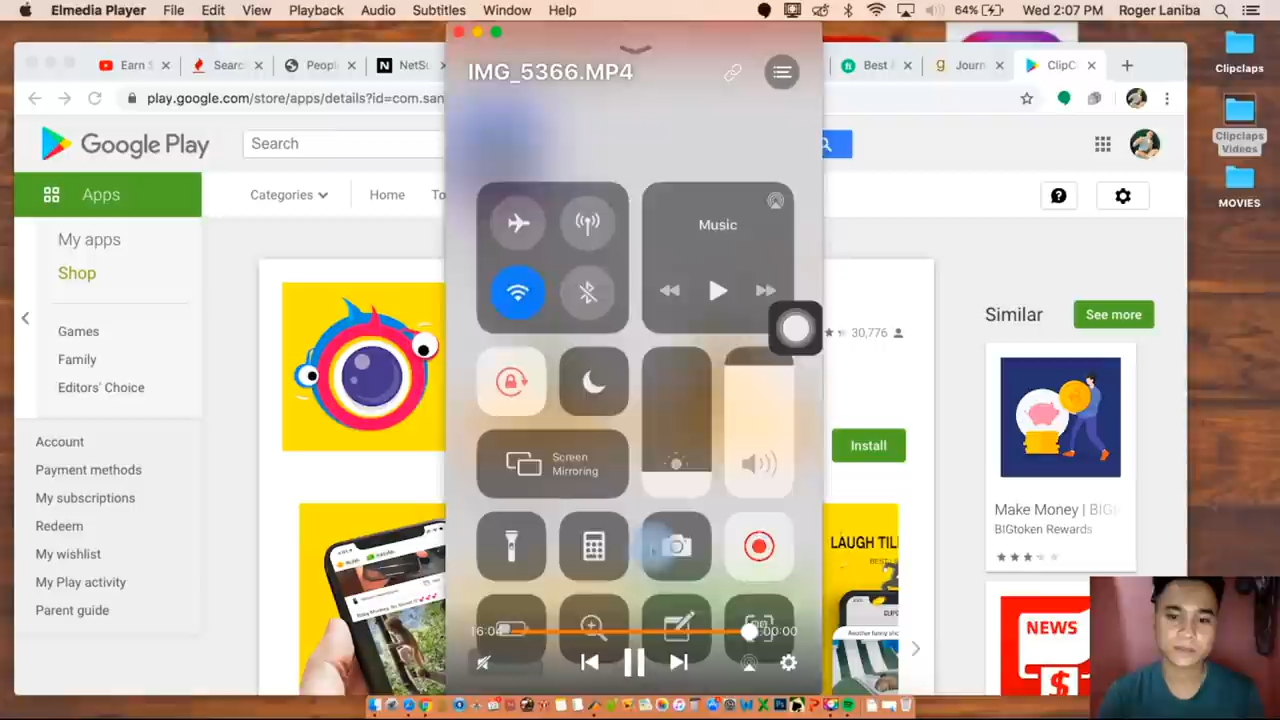 Elmedia Player File Edit View Playback Audio Subtitles Window Help
64% Wed 2:07 PM Roger Laniba
Earn S
Searc
People
NetSu
Best
Journ
ClipC
play.google.com/store/apps/details?id=com.san
IMG_5366.MP4
Clipclaps
Clipclaps
Videos
MOVIES
Google Play
Search
Apps
Categories
Home
To
My apps
Shop
Games
Family
Editors' Choice
Account
Payment methods
My subscriptions
Redeem
My wishlist
My Play activity
Parent guide
Music
Screen
Mirroring
16:04
00:00
30,776
Install
LAUGH TIL
Another funny
Similar
See more
Make Money | BIG
BIGtoken Rewards
NEWS
$